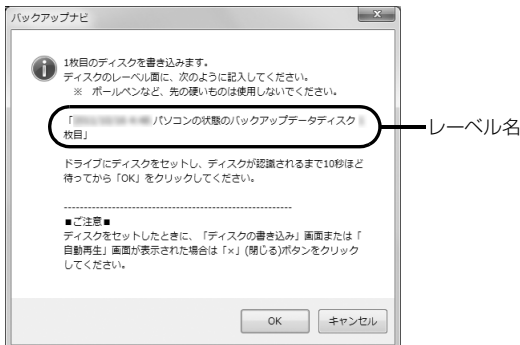 バックアップナビ
1枚目のディスクを書き込みます。
ディスクのレーベル面に、次のように記入してください。
※ ボールペンなど、先の硬いものは使用しないでください。
「 パソコンの状態のバックアップデータディスク
枚目」
レーベル名
ドライブにディスクをセットし、ディスクが認識されるまで10秒ほど
待ってから「OK」をクリックしてください。
--------------------------------------------------
■ご注意■
ディスクをセットしたときに、「ディスクの書き込み」画面または「
自動再生」画面が表示された場合は「×」(閉じる)ボタンをクリック
してください。
OK
キャンセル